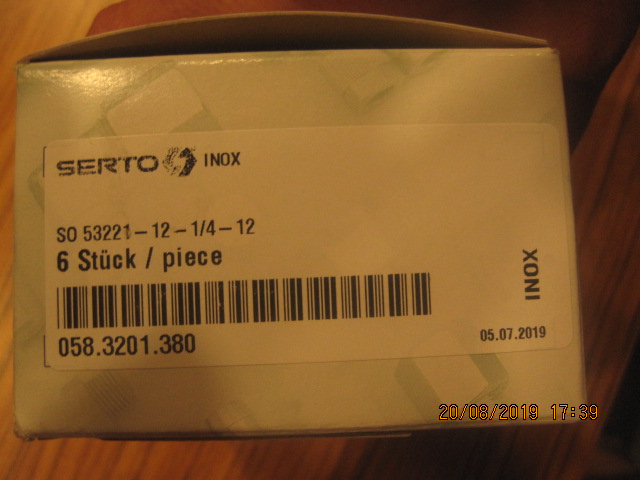 SERTO INOX
SO 53221-12-1/4-12
6 Stück / piece
INOX
058.3201.380
05.07.2019
20/08/2019 17:39